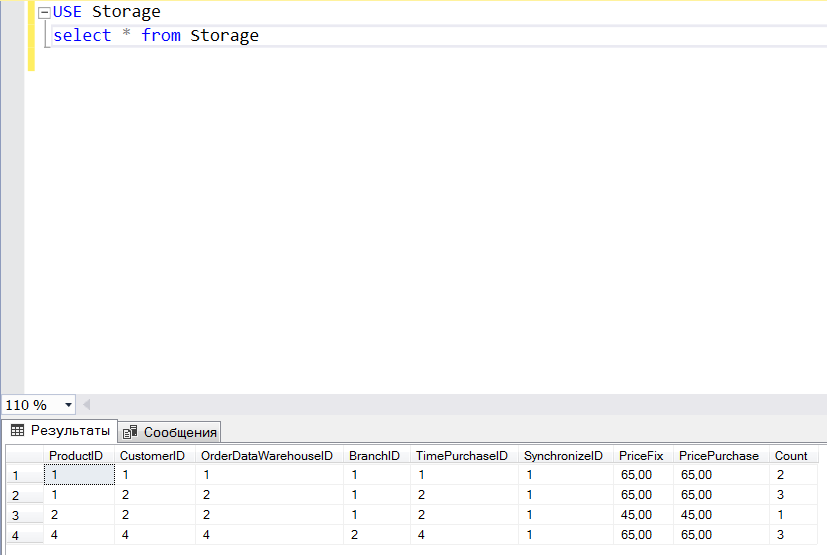 USE Storage
select * from Storage
110 %
Результаты Сообщения
ProductID CustomerID OrderDataWarehouseID BranchID TimePurchaseID SynchronizeID PriceFix PricePurchase Count
1 1 1 1 1 1 1 65,00 65,00 2
2 1 2 2 1 2 1 65,00 65,00 3
3 2 2 2 1 2 1 45,00 45,00 1
4 4 4 4 2 4 1 65,00 65,00 3